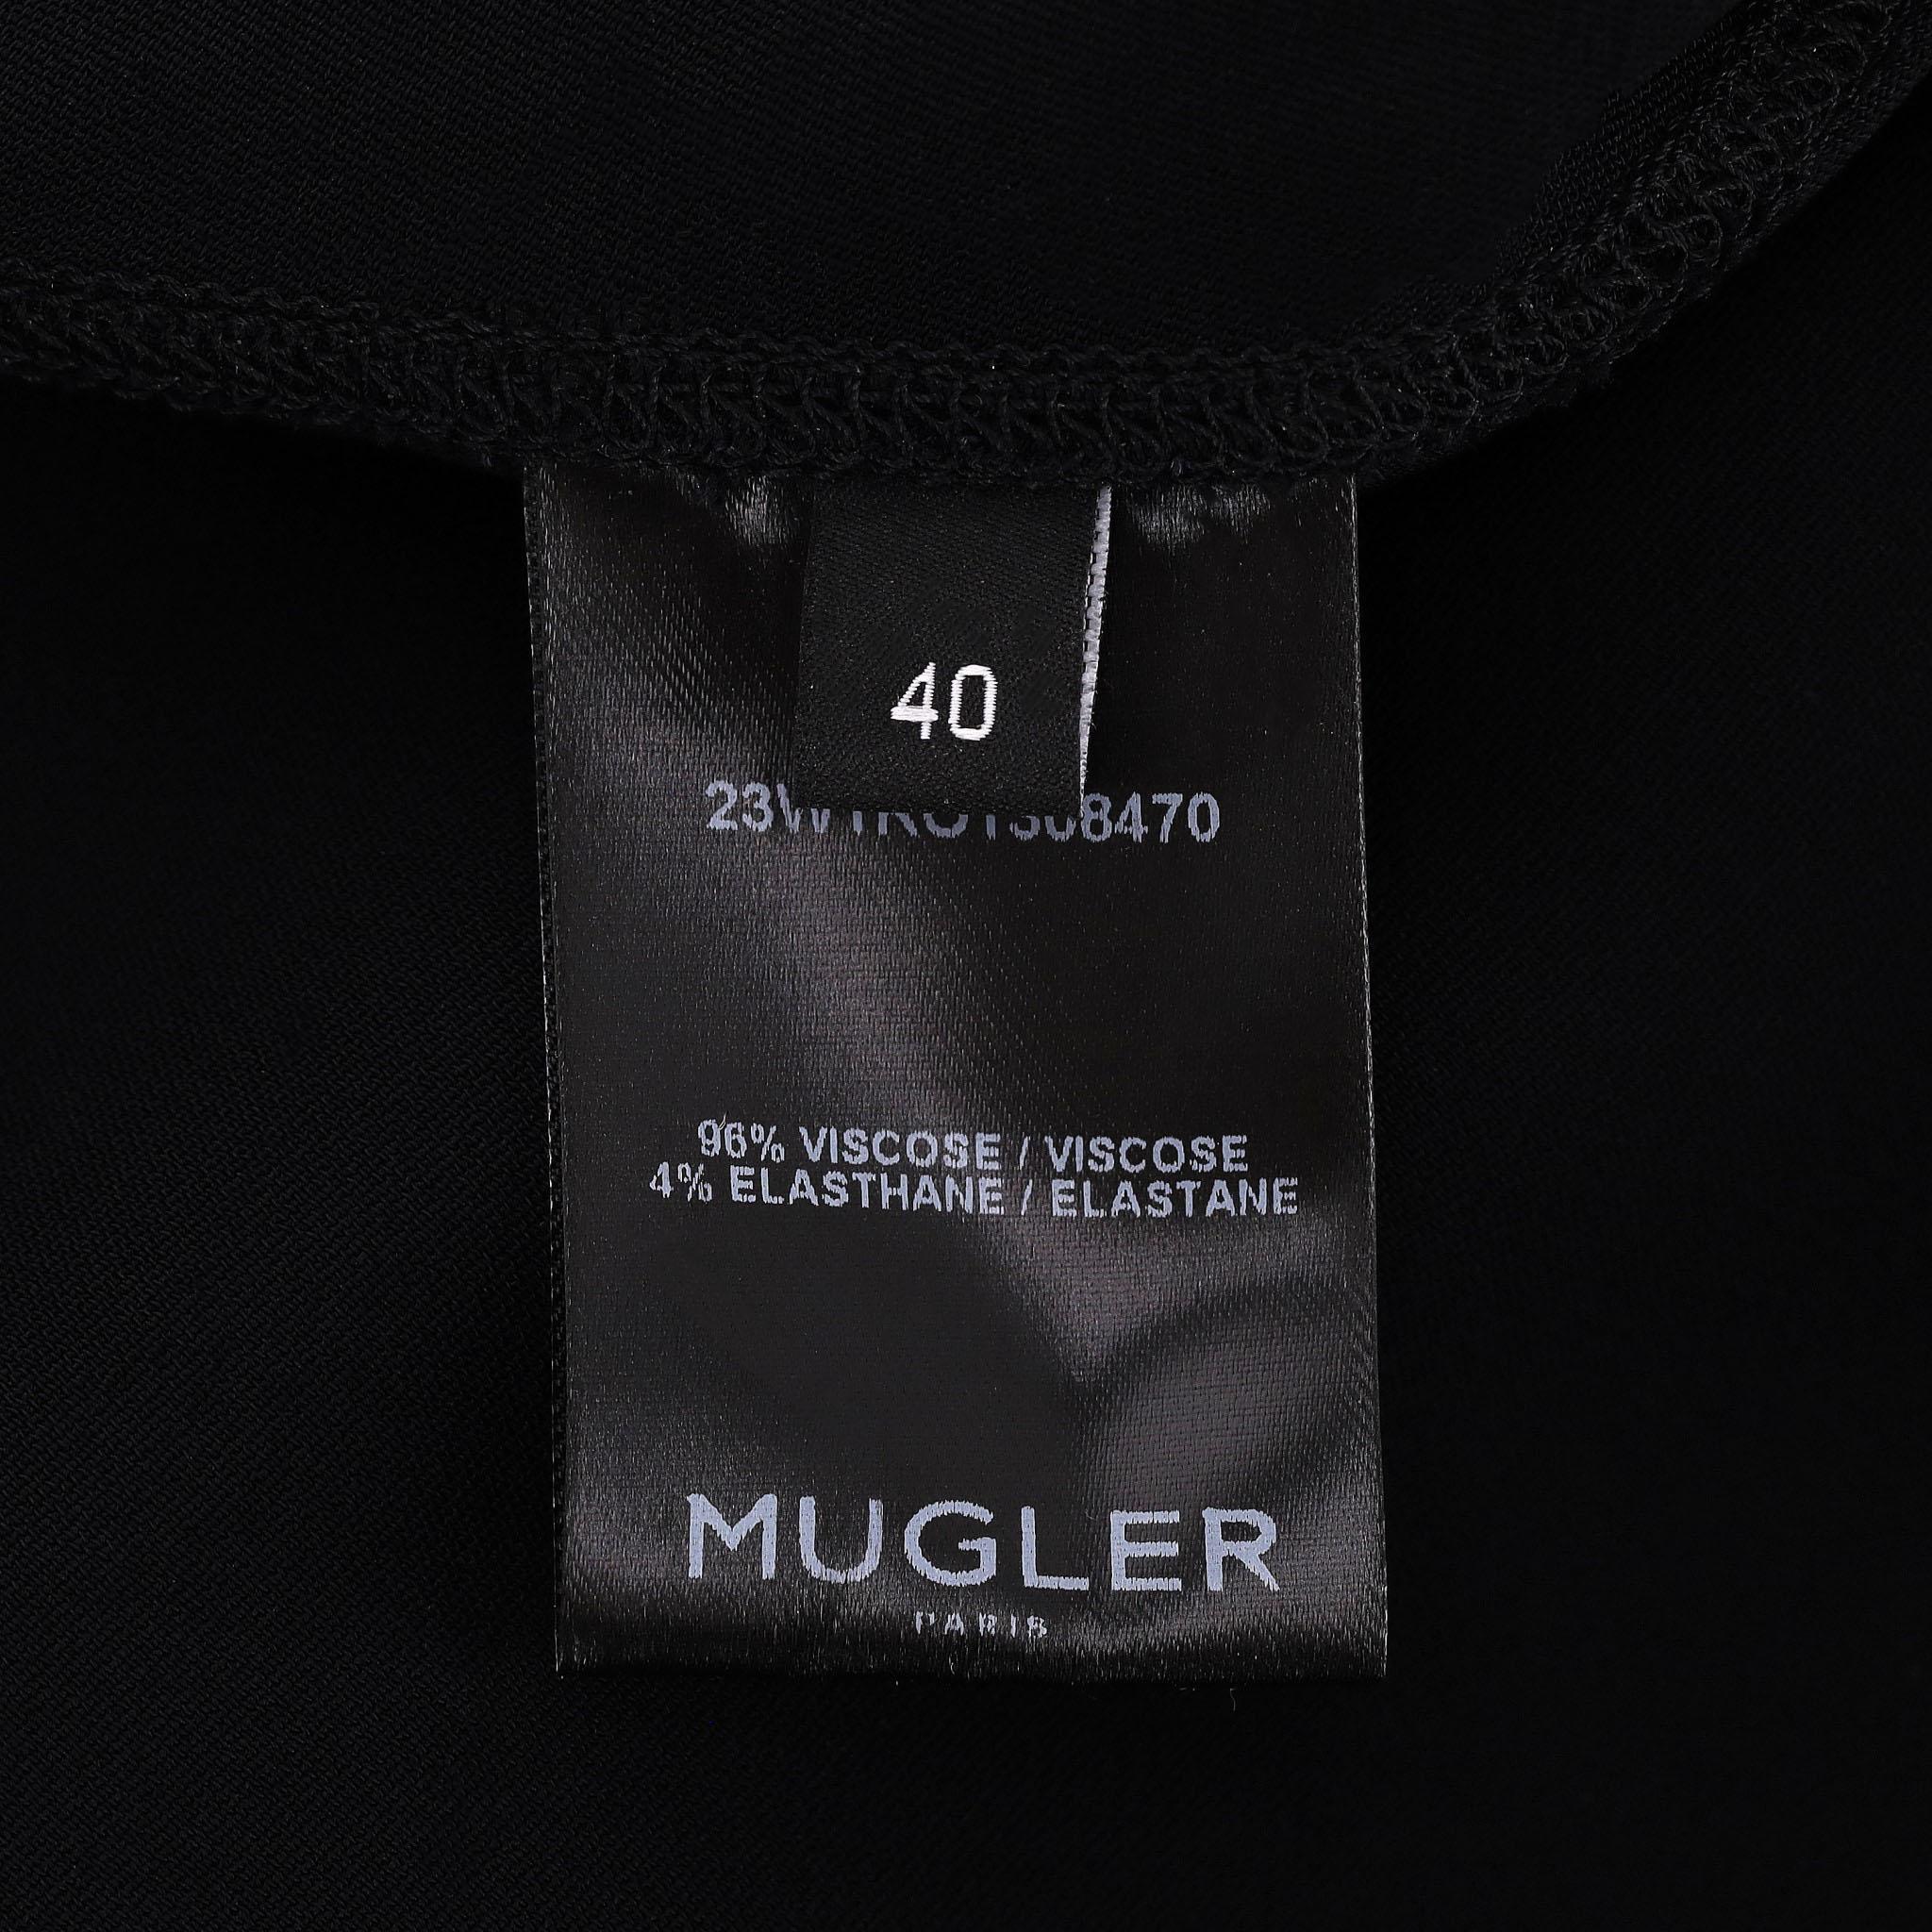 40
96% VISCOSE / VISCOSE
4% ELASTHANE / ELASTANE
MUGLER
PARIS